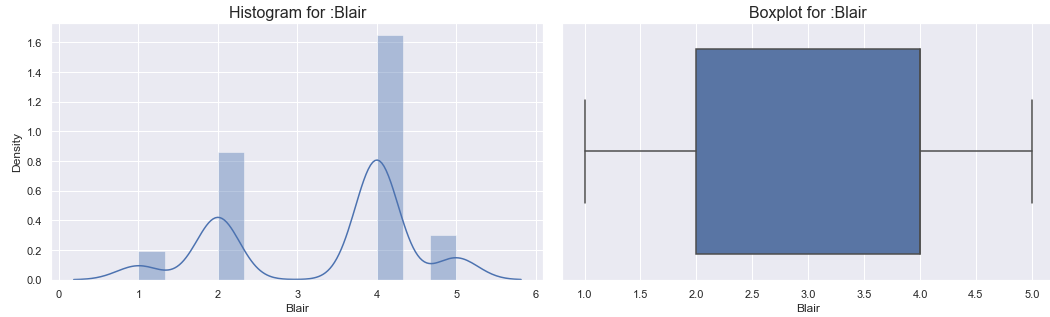 Histogram for :Blair
Density
1.6
1.4
1.2
1.0
0.8
0.6
0.4
0.2
0.0
0 1 2 3 4 5 6
Blair
Boxplot for :Blair
1.0 1.5 2.0 2.5 3.0 3.5 4.0 4.5 5.0
Blair